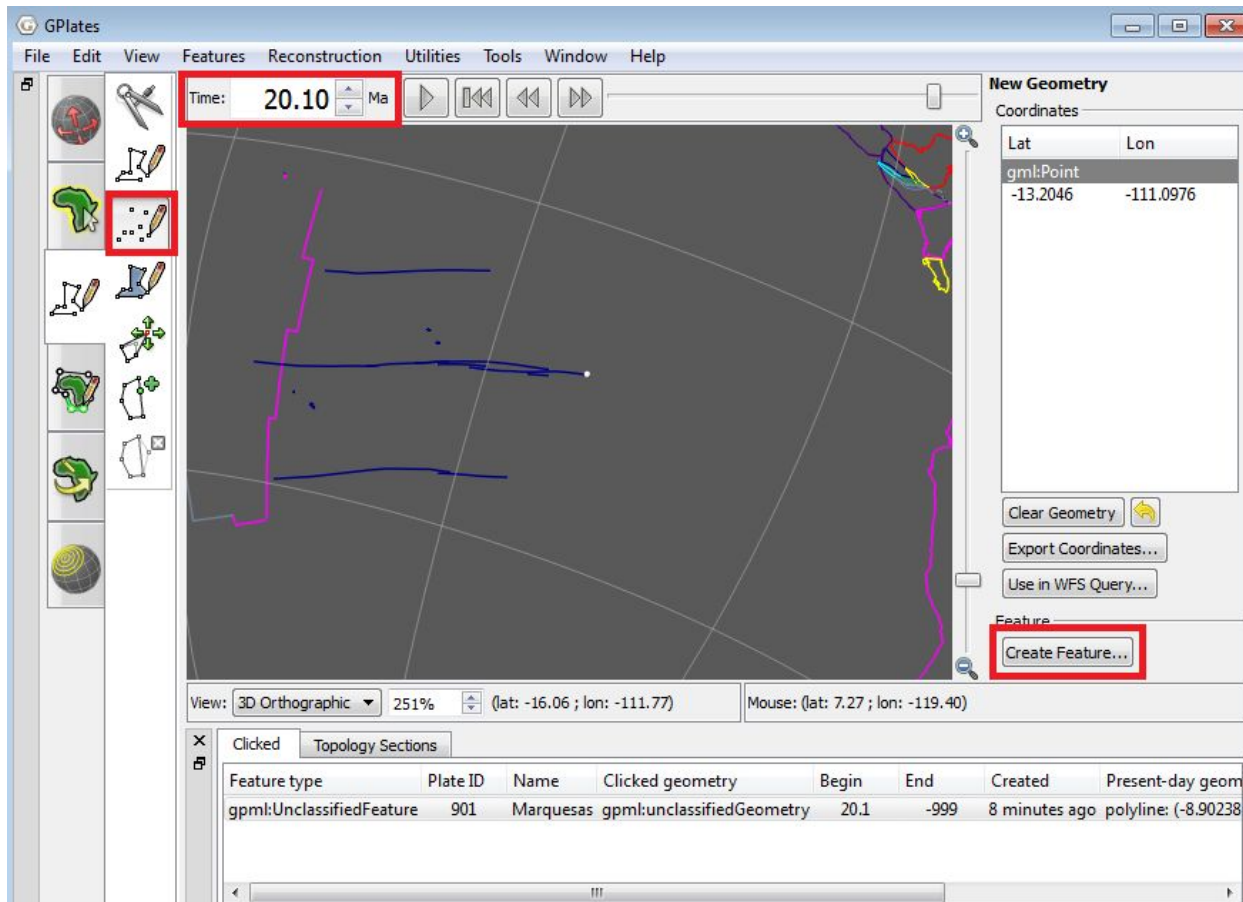 GPlates
File Edit View Features Reconstruction Utilities Tools Window Help
Time: 20.10 Ma
New Geometry
Coordinates
Lat Lon
gml:Point
-13.2046 -111.0976
Clear Geometry
Export Coordinates...
Use in WFS Query...
Feature
Create Feature...
View: 3D Orthographic 251% (lat: -16.06 ; lon: -111.77) Mouse: (lat: 7.27 ; lon: -119.40)
Clicked Topology Sections
Feature type Plate ID Name Clicked geometry Begin End Created Present-day geom
gpml:UnclassifiedFeature 901 Marquesas gpml:unclassifiedGeometry 20.1 -999 8 minutes ago polyline: (-8.90238